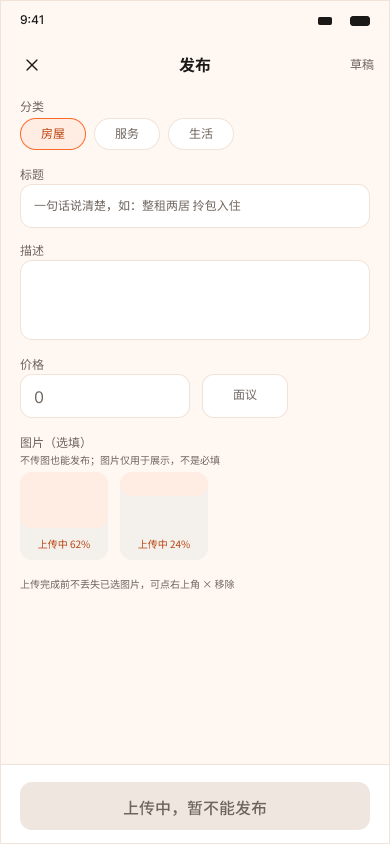 9:41
发布
草稿
分类
房屋
服务
生活
标题
一句话说清楚，如：整租两居 拎包入住
描述
价格
0
面议
图片（选填）
不传图也能发布；图片仅用于展示，不是必填
上传中 62%
上传中 24%
上传完成前不丢失已选图片，可点右上角 × 移除
上传中，暂不能发布